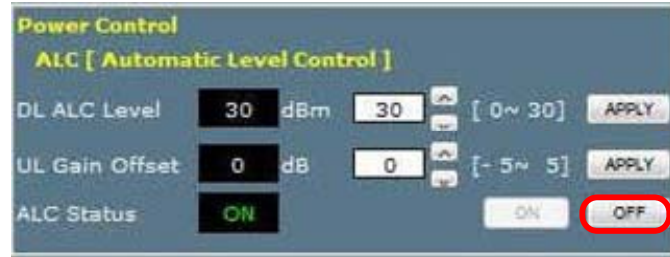 Power Control
ALC [ Automatic Level Control ]
DL ALC Level 30 dBm 30 [ 0~ 30] APPLY
UL Gain Offset 0 dB 0 [- 5~ 5] APPLY
ALC Status ON ON OFF